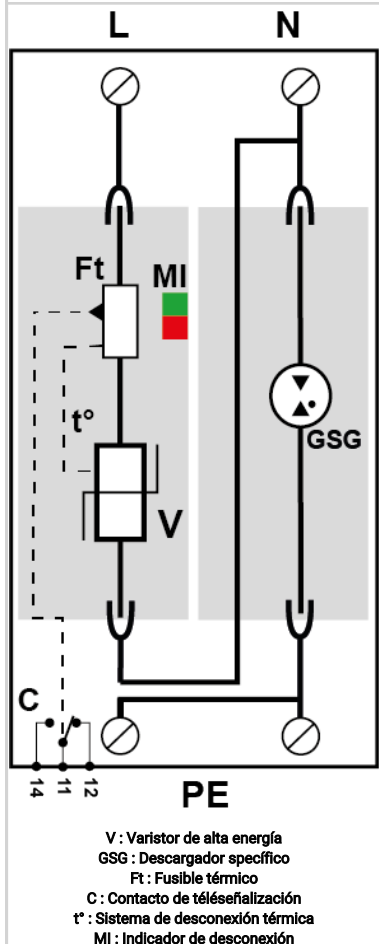 L N
Ft MI
t°
GSG
V
C
14 11 12
PE
V : Varistor de alta energía
GSG : Descargador específico
Ft : Fusible térmico
C : Contacto de téléseñalización
t° : Sistema de desconexión térmica
MI : Indicador de desconexión